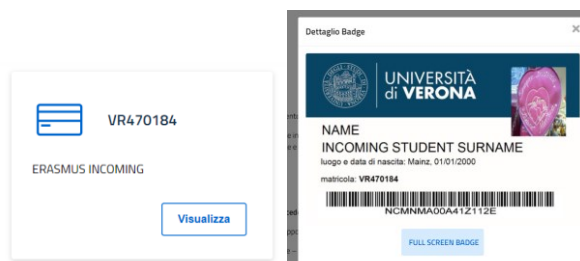 VR470184
ERASMUS INCOMING
Visualizza
Dettaglio Badge
×
UNIVERSITÀ
di VERONA
NAME
INCOMING STUDENT SURNAME
luogo e data di nascita: Mainz, 01/01/2000
matricola: VR470184
NCMNMA00A41Z112E
FULL SCREEN BADGE